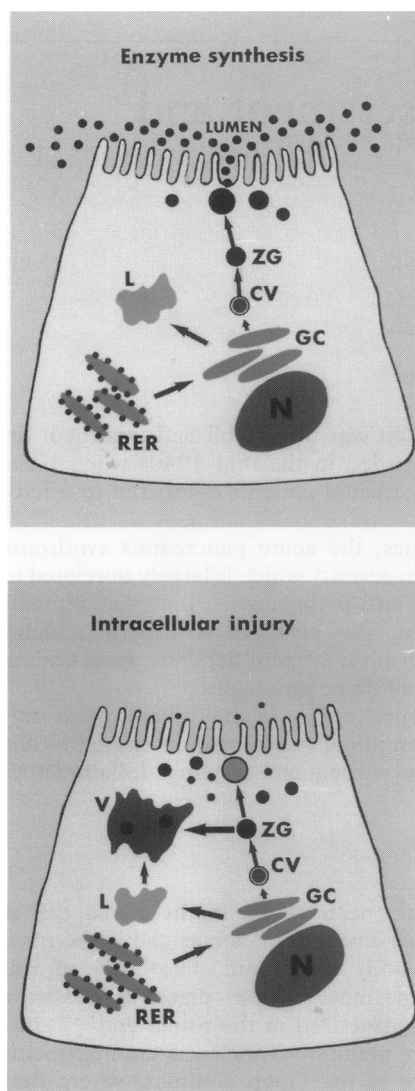 Enzyme synthesis
LUMEN
ZG
L
CV
GC
N
RER
Intracellular injury
V
ZG
L
CV
GC
N
RER